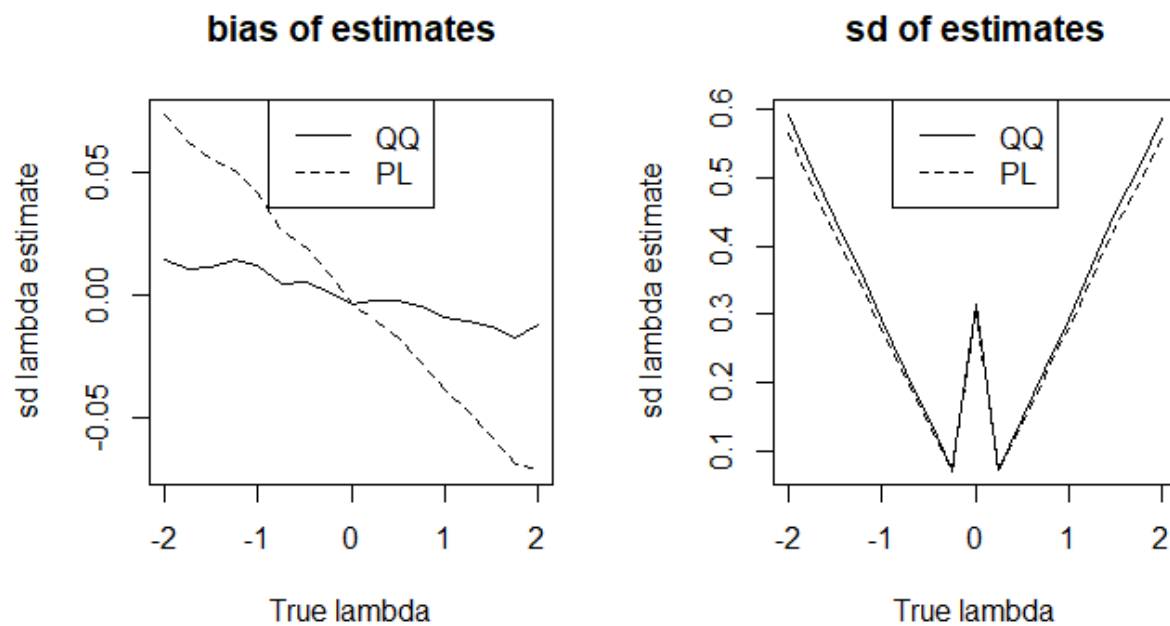 bias of estimates
sd lambda estimate
0.05
0.00
-0.05
QQ
PL
-2 -1 0 1 2
True lambda
sd of estimates
sd lambda estimate
0.6
0.5
0.4
0.3
0.2
0.1
QQ
PL
-2 -1 0 1 2
True lambda